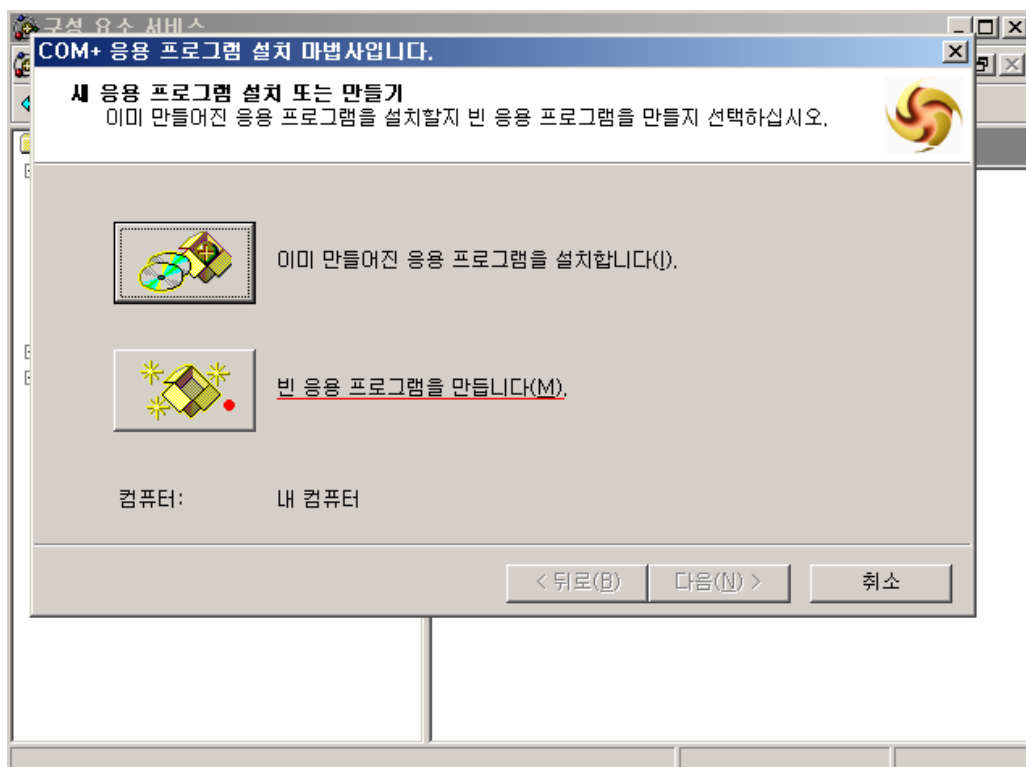 구성 요소 서비스
COM+ 응용 프로그램 설치 마법사입니다.
새 응용 프로그램 설치 또는 만들기
이미 만들어진 응용 프로그램을 설치할지 빈 응용 프로그램을 만들지 선택하십시오.
이미 만들어진 응용 프로그램을 설치합니다(I).
빈 응용 프로그램을 만듭니다(M).
컴퓨터: 내 컴퓨터
< 뒤로(B) 다음(N) > 취소